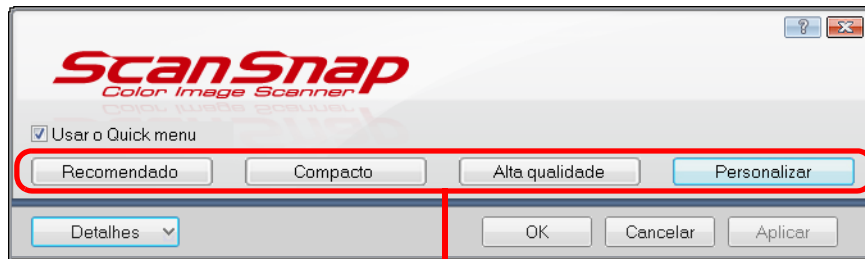 ScanSnap
Color Image Scanner
Usar o Quick menu
Recomendado Compacto Alta qualidade Personalizar
Detalhes OK Cancelar Aplicar